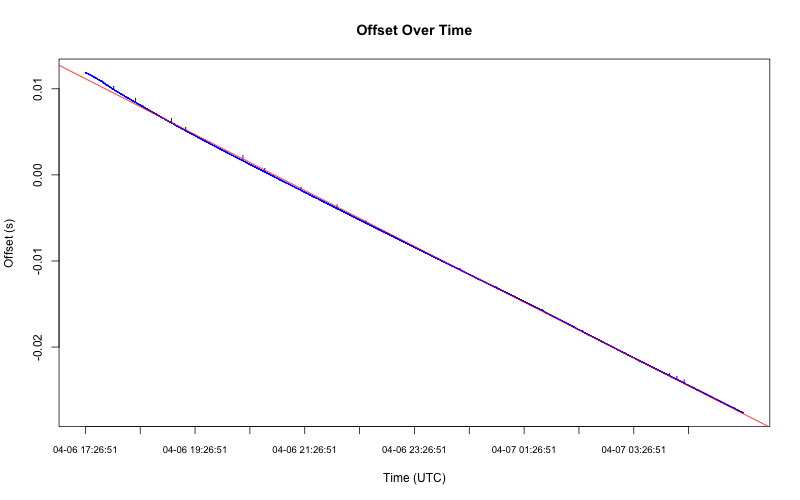 Offset Over Time
Offset (s)
0.01
0.00
-0.01
-0.02
04-06 17:26:51 04-06 19:26:51 04-06 21:26:51 04-06 23:26:51 04-07 01:26:51 04-07 03:26:51
Time (UTC)